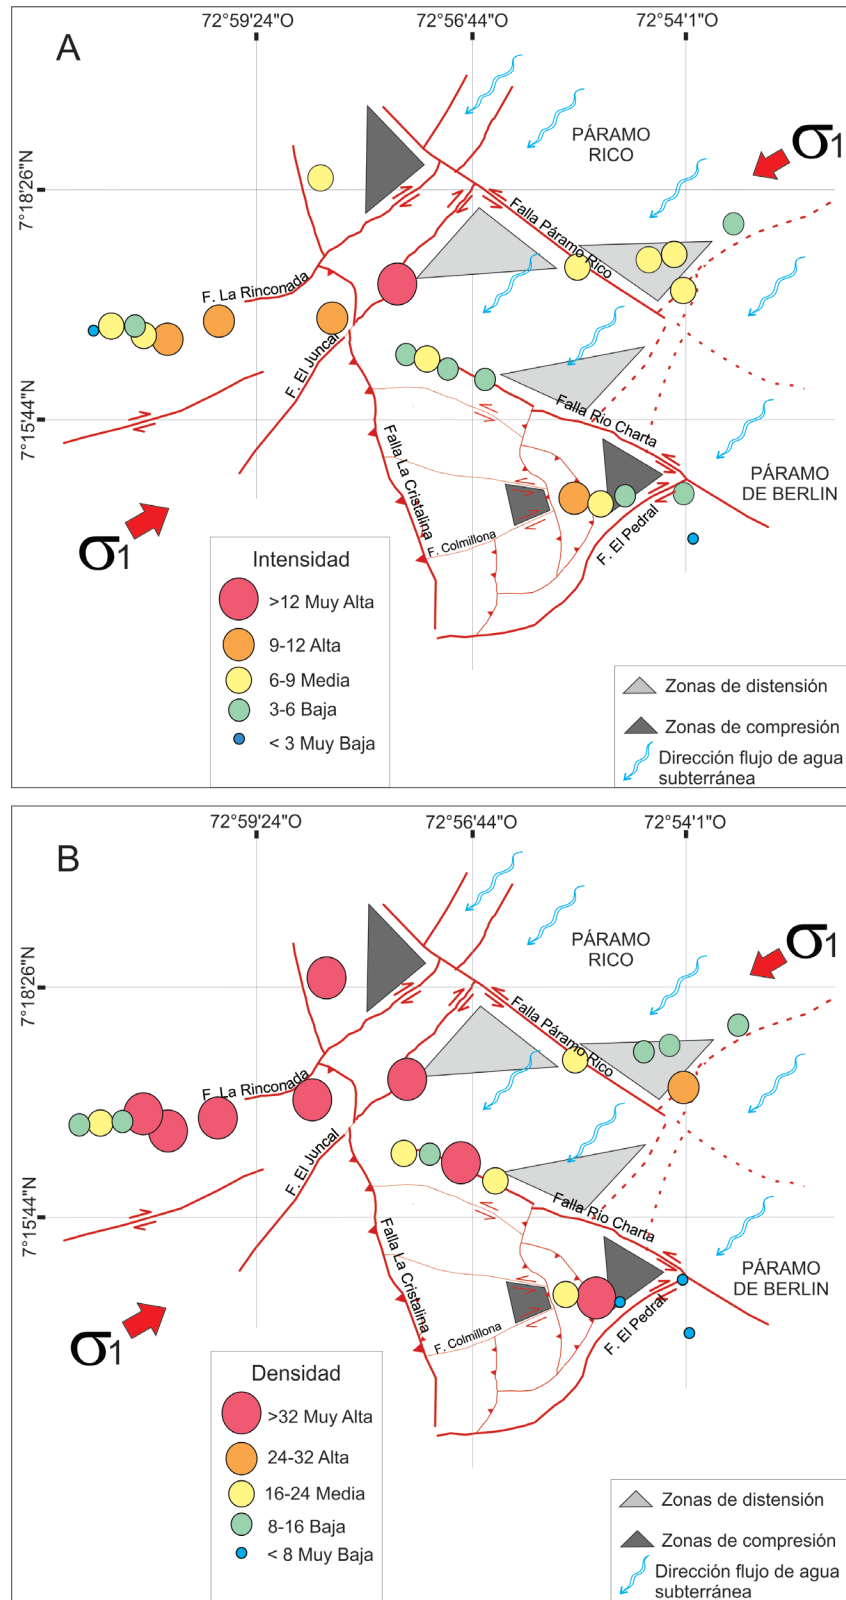 72°59'24"O
72°56'44"O
72°54'1"O
A
PÁRAMO
RICO
σ1
7°18'26"N
Falla Páramo Rico
F. La Rinconada
F. El Juncal
7°15'44"N
Falla Rio Charta
Falla La Cristalina
PÁRAMO
DE BERLIN
F. El Pedral
F. Colmillona
σ1
Intensidad
>12 Muy Alta
9-12 Alta
6-9 Media
3-6 Baja
< 3 Muy Baja
Zonas de distensión
Zonas de compresión
Dirección flujo de agua
subterránea
72°59'24"O
72°56'44"O
72°54'1"O
B
PÁRAMO
RICO
σ1
7°18'26"N
Falla Páramo Rico
F. La Rinconada
F. El Juncal
7°15'44"N
Falla Rio Charta
Falla La Cristalina
PÁRAMO
DE BERLIN
F. El Pedral
F. Colmillona
σ1
Densidad
>32 Muy Alta
24-32 Alta
16-24 Media
8-16 Baja
< 8 Muy Baja
Zonas de distensión
Zonas de compresión
Dirección flujo de agua
subterránea